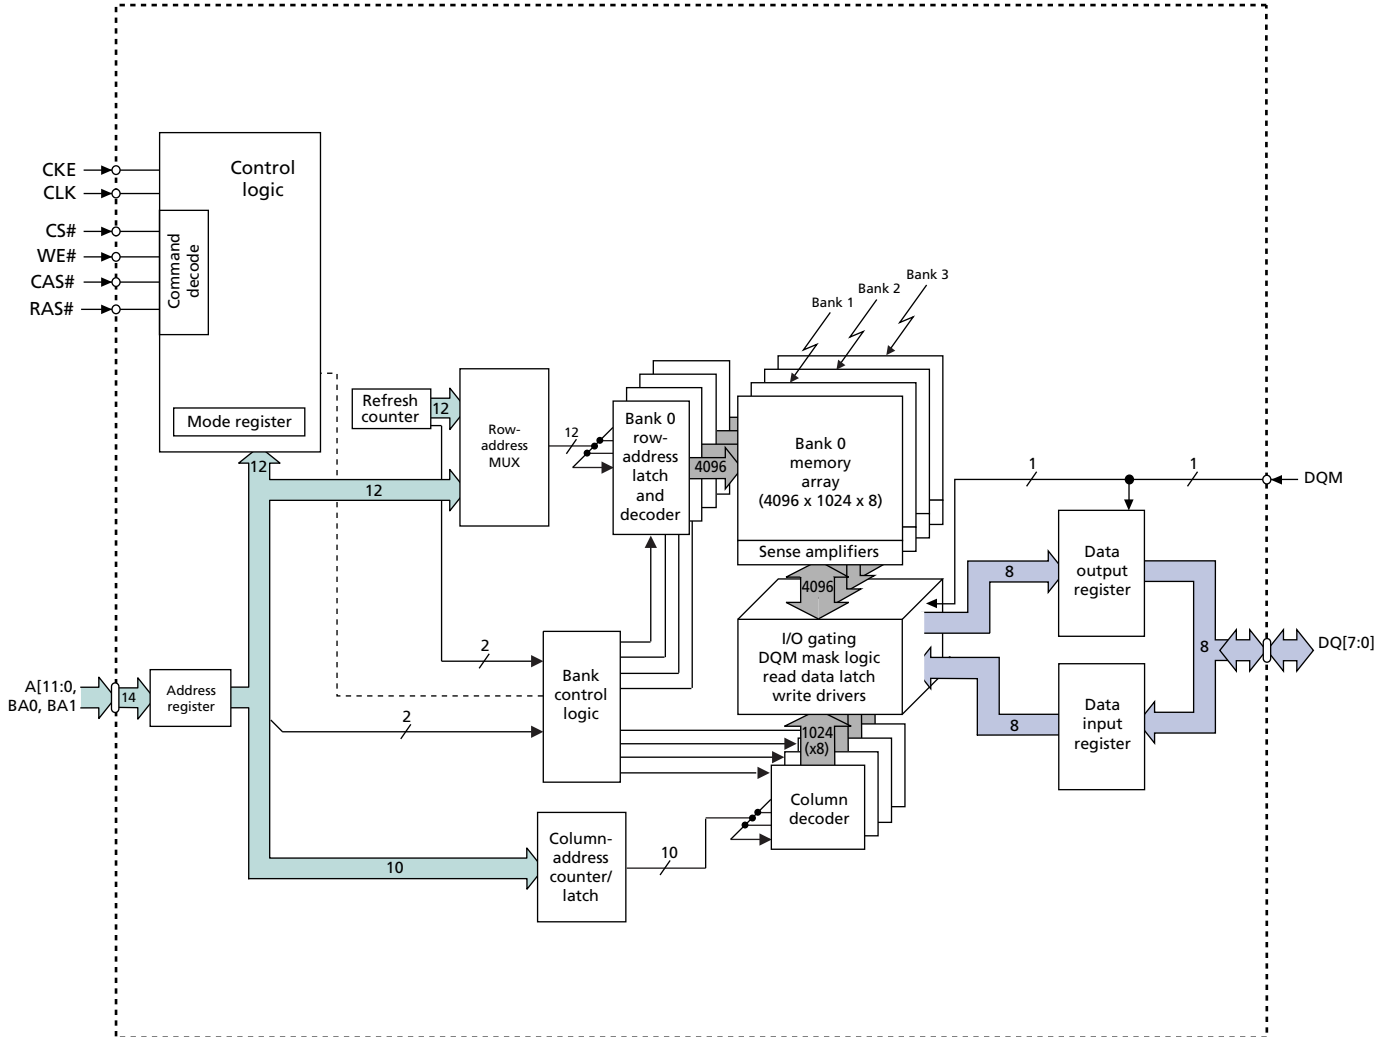 CKE
CLK
CS#
WE#
CAS#
RAS#
Control
logic
Command
decode
Mode register
12
Refresh
counter
12
Row-
address
MUX
12
12
Bank 0
row-
address
latch
and
decoder
4096
Bank 1
Bank 2
Bank 3
Bank 0
memory
array
(4096 x 1024 x 8)
Sense amplifiers
4096
I/O gating
DQM mask logic
read data latch
write drivers
1
1
DQM
Data
output
register
8
8
DQ[7:0]
Data
input
register
8
A[11:0,
BA0, BA1
14
Address
register
2
2
Bank
control
logic
1024
(x8)
Column
decoder
10
Column-
address
counter/
latch
10